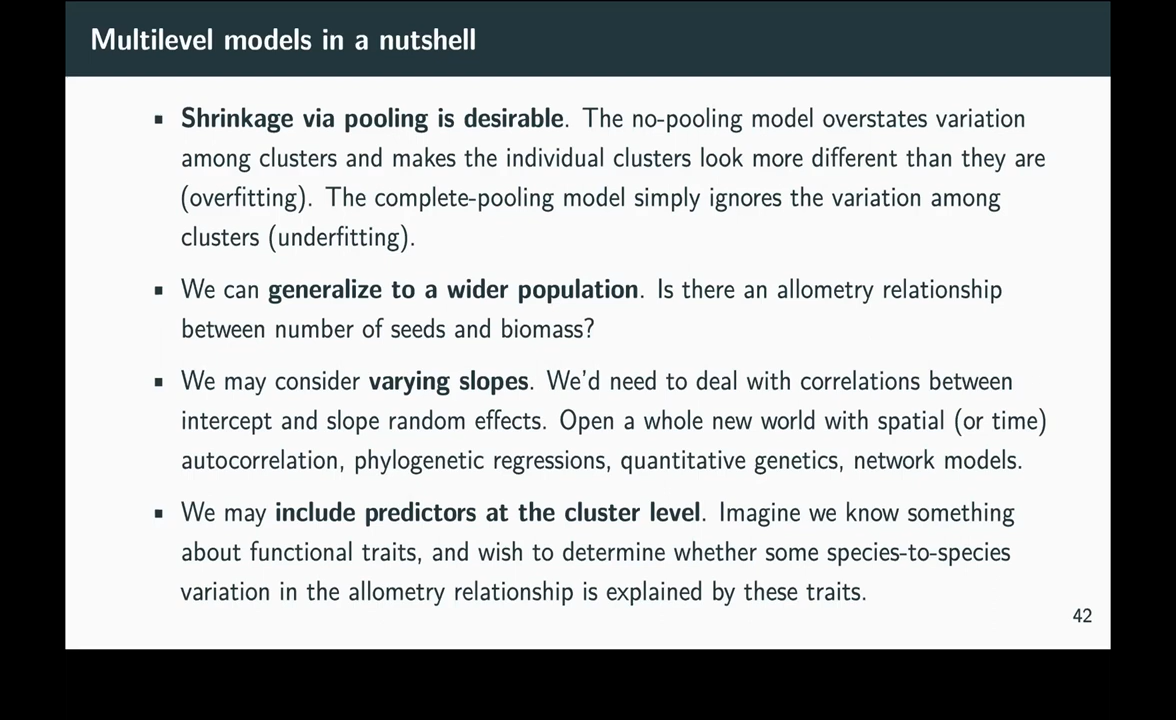 Multilevel models in a nutshell
▪ Shrinkage via pooling is desirable. The no-pooling model overstates variation
among clusters and makes the individual clusters look more different than they are
(overfitting). The complete-pooling model simply ignores the variation among
clusters (underfitting).
▪ We can generalize to a wider population. Is there an allometry relationship
between number of seeds and biomass?
▪ We may consider varying slopes. We'd need to deal with correlations between
intercept and slope random effects. Open a whole new world with spatial (or time)
autocorrelation, phylogenetic regressions, quantitative genetics, network models.
▪ We may include predictors at the cluster level. Imagine we know something
about functional traits, and wish to determine whether some species-to-species
variation in the allometry relationship is explained by these traits.
42